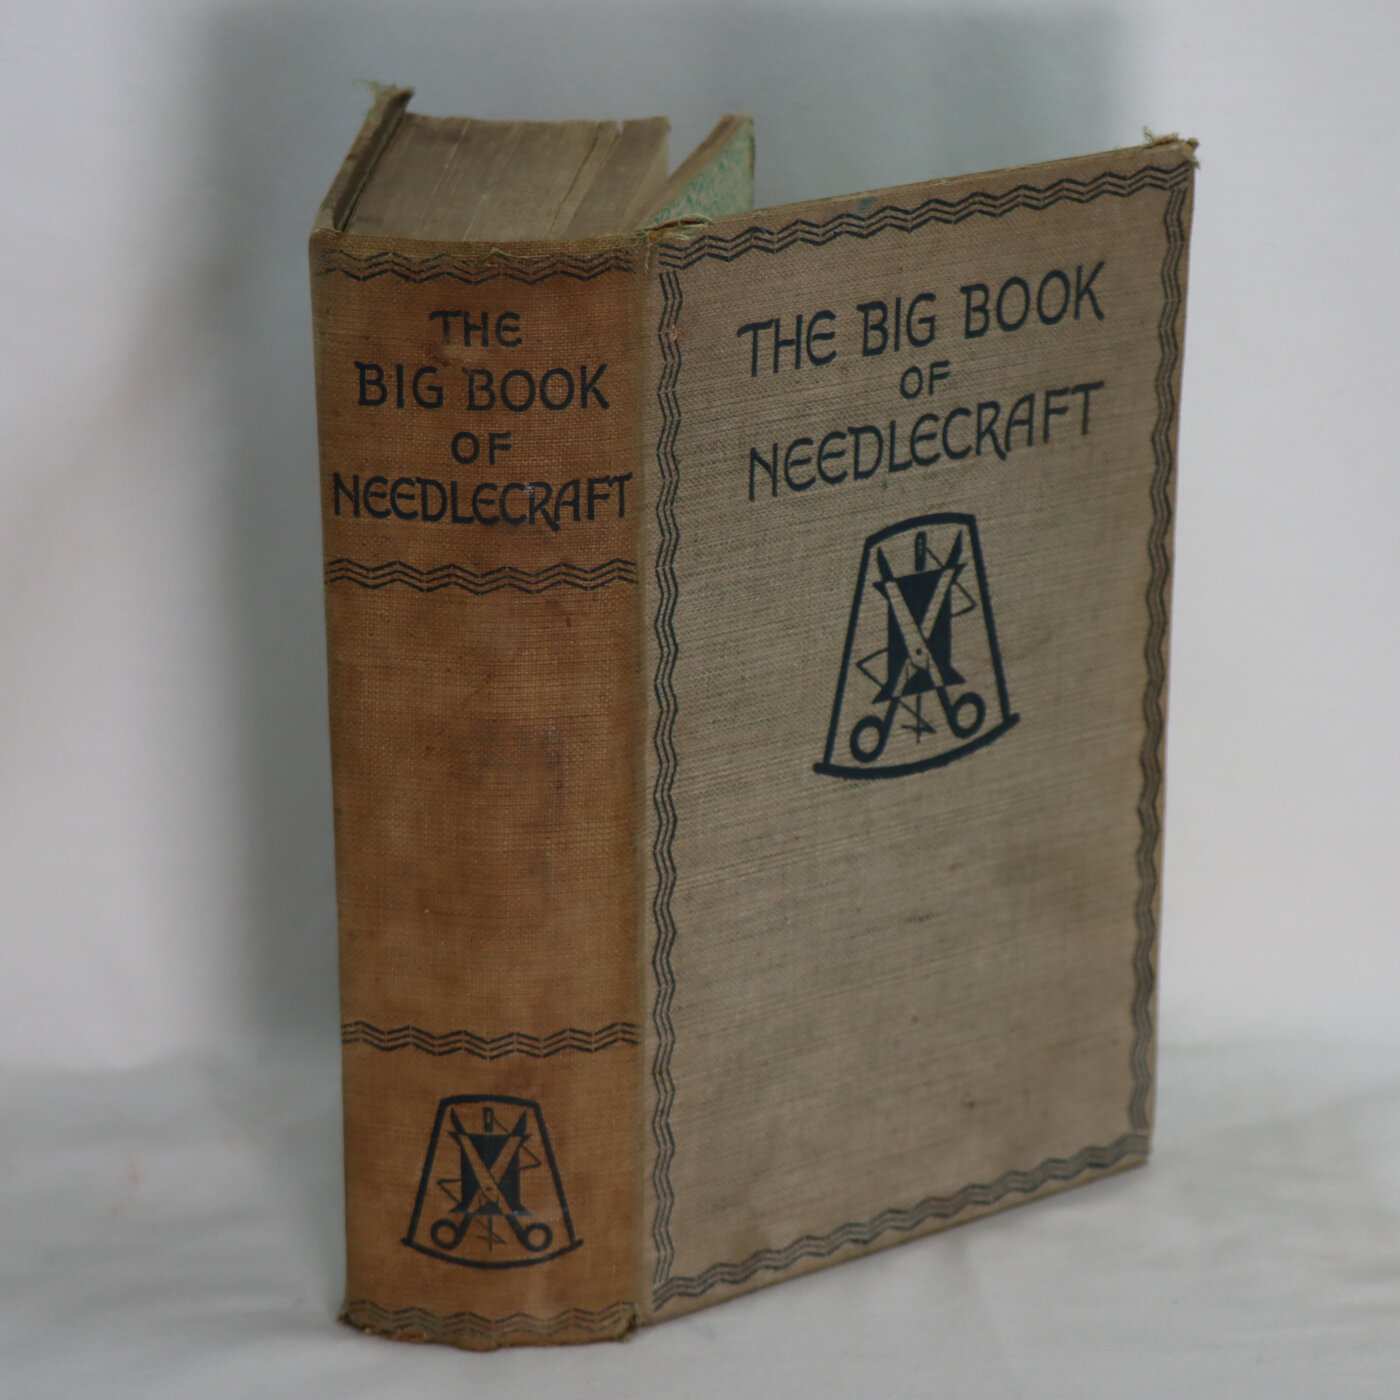 THE
BIG BOOK
OF
NEEDLECRAFT
THE BIG BOOK
OF
NEEDLECRAFT